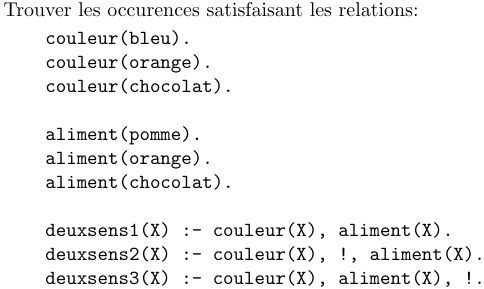 Trouver les occurences satisfaisant les relations:
couleur(bleu).
couleur(orange).
couleur(chocolat).
aliment(pomme).
aliment(orange).
aliment(chocolat).
deuxsens1(X) :- couleur(X), aliment(X).
deuxsens2(X) :- couleur(X), !, aliment(X).
deuxsens3(X) :- couleur(X), aliment(X), !.